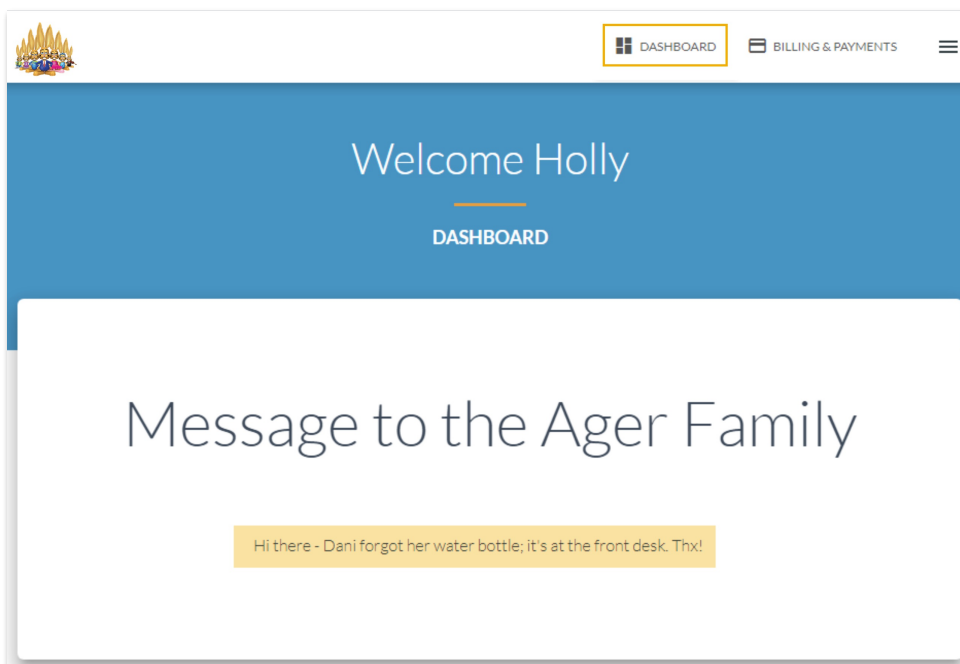 DASHBOARD
BILLING & PAYMENTS
Welcome Holly
DASHBOARD
Message to the Ager Family
Hi there - Dani forgot her water bottle; it's at the front desk. Thx!